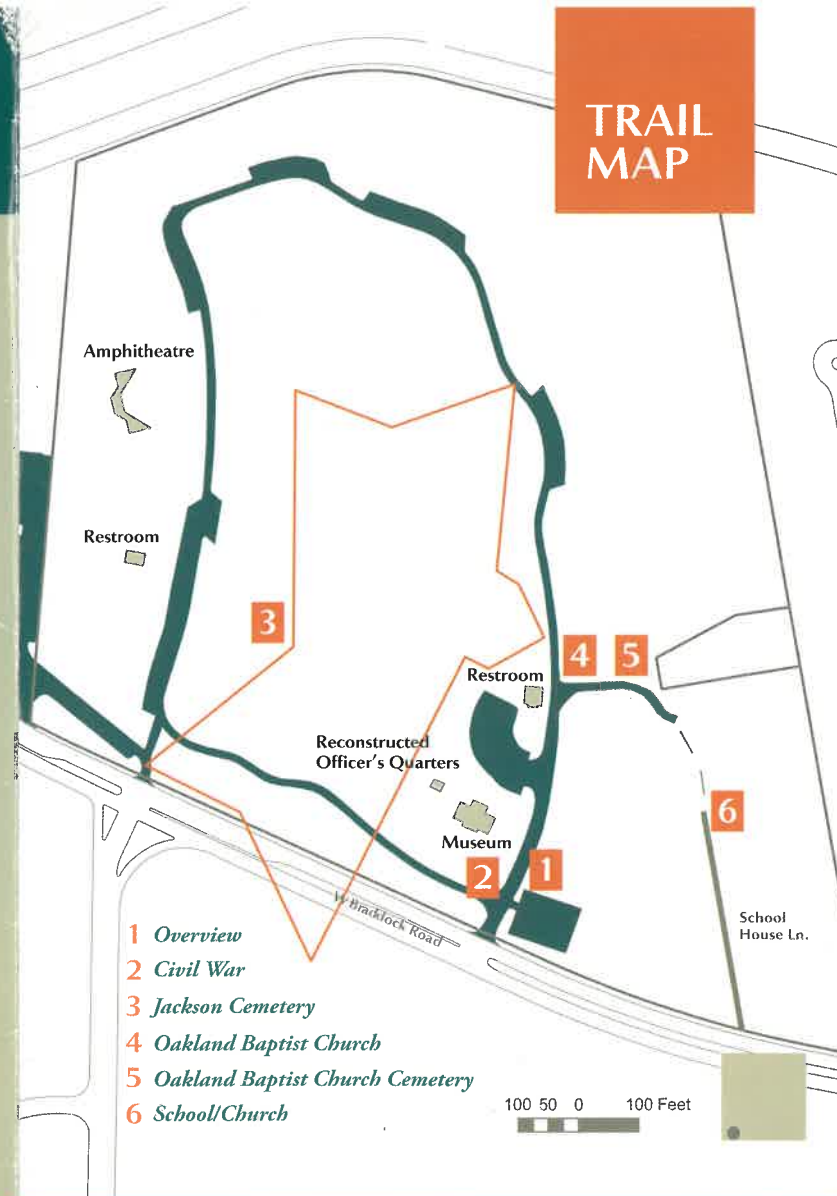 TRAIL
MAP
Amphitheatre
Restroom
3
4
5
Restroom
Reconstructed
Officer's Quarters
6
Museum
2
1
W Braddock Road
School
House Ln.
1 Overview
2 Civil War
3 Jackson Cemetery
4 Oakland Baptist Church
5 Oakland Baptist Church Cemetery
6 School/Church
100 50 0 100 Feet